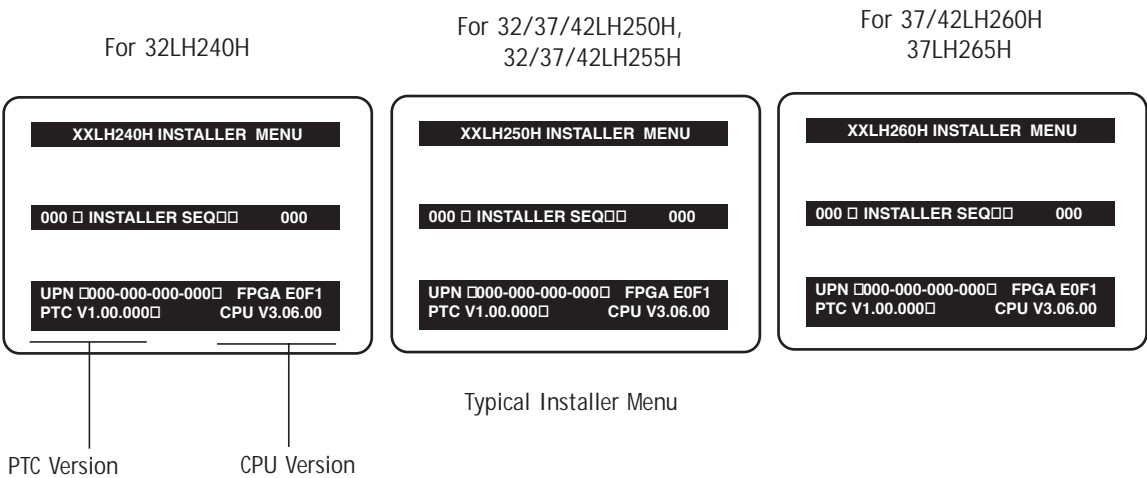 For 32LH240H
For 32/37/42LH250H,
32/37/42LH255H
For 37/42LH260H
37LH265H
XXLH240H INSTALLER MENU
000 □ INSTALLER SEQ□□ 000
UPN □000-000-000-000□ FPGA E0F1
PTC V1.00.000□ CPU V3.06.00
XXLH250H INSTALLER MENU
000 □ INSTALLER SEQ□□ 000
UPN □000-000-000-000□ FPGA E0F1
PTC V1.00.000□ CPU V3.06.00
XXLH260H INSTALLER MENU
000 □ INSTALLER SEQ□□ 000
UPN □000-000-000-000□ FPGA E0F1
PTC V1.00.000□ CPU V3.06.00
Typical Installer Menu
PTC Version
CPU Version